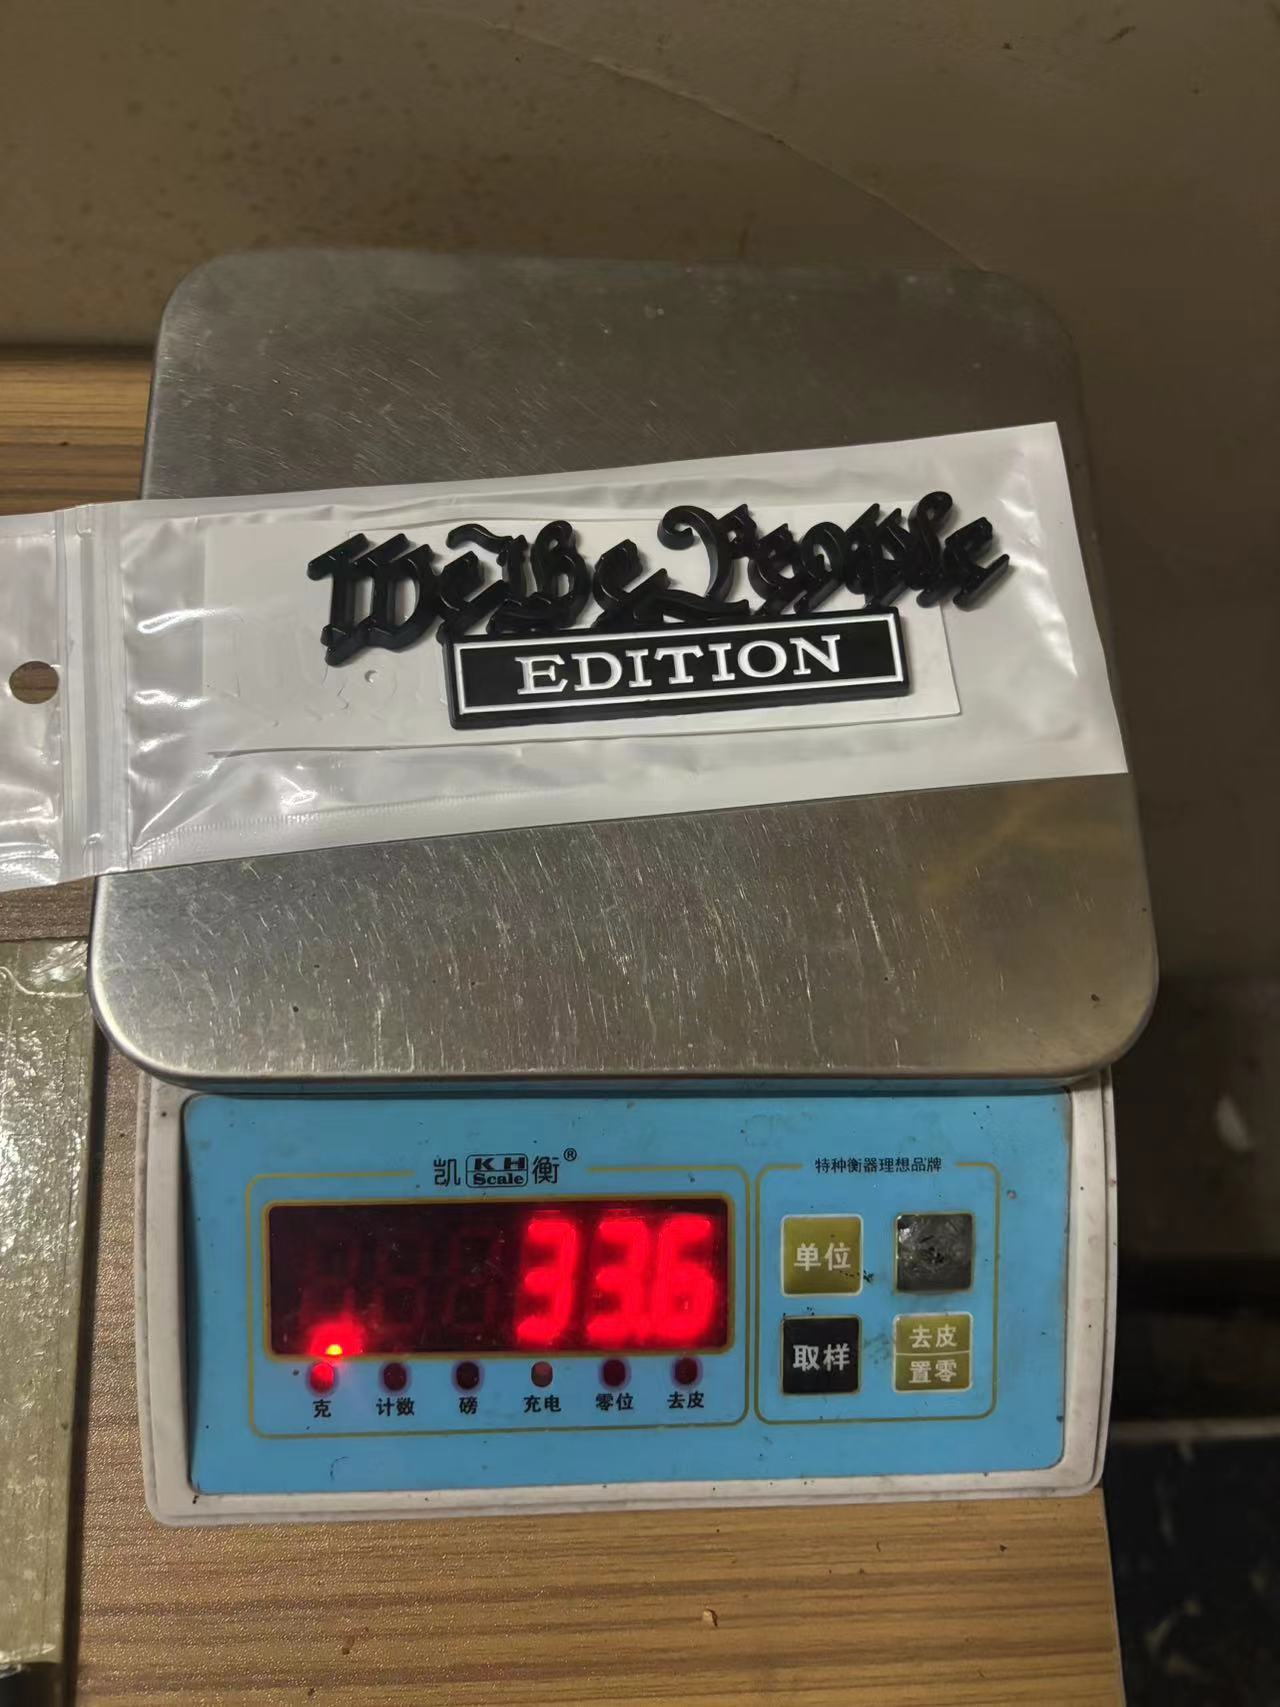 We the People
EDITION
凯 KH Scale 衡®
特种衡器理想品牌
33.6
单位
取样
去皮
置零
克 计数 磅 充电 零位 去皮